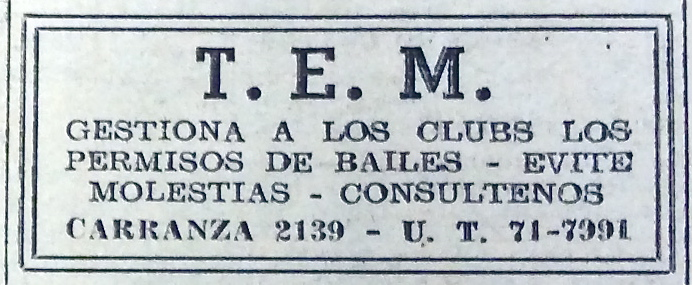 T. E. M.
GESTIONA A LOS CLUBS LOS
PERMISOS DE BAILES - EVITE
MOLESTIAS - CONSULTENOS
CARRANZA 2139 - U. T. 71-7991